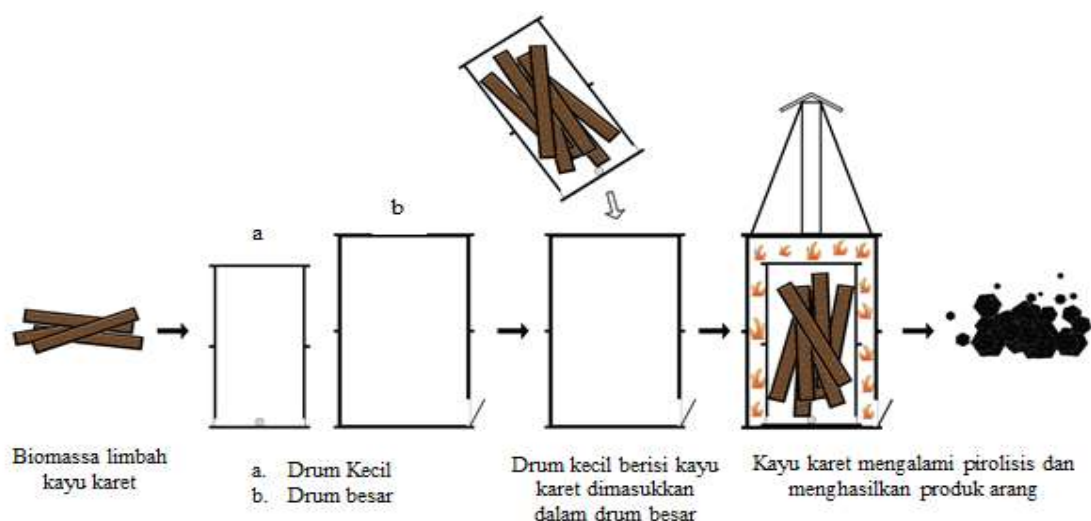 a
b
Biomassa limbah
kayu karet
a. Drum Kecil
b. Drum besar
Drum kecil berisi kayu
karet dimasukkan
dalam drum besar
Kayu karet mengalami pirolisis dan
menghasilkan produk arang